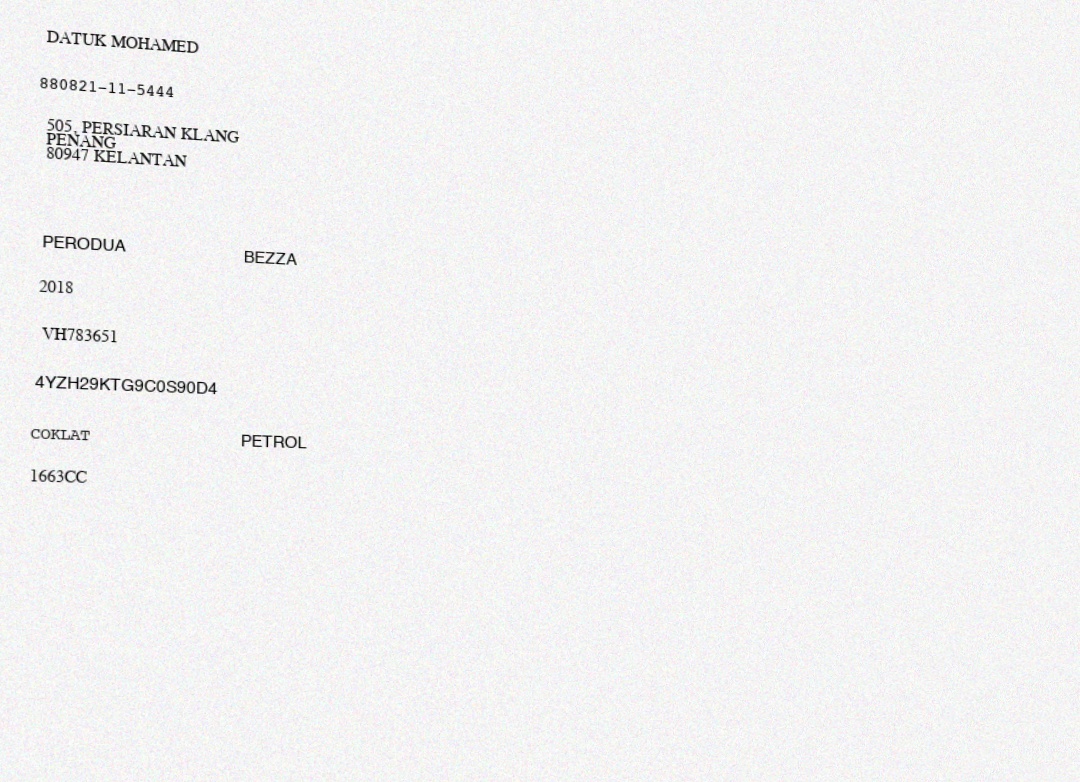 DATUK MOHAMED
880821-11-5444
505, PERSIARAN KLANG
PENANG
80947 KELANTAN
PERODUA BEZZA
2018
VH783651
4YZH29KTG9C0S90D4
COKLAT PETROL
1663CC